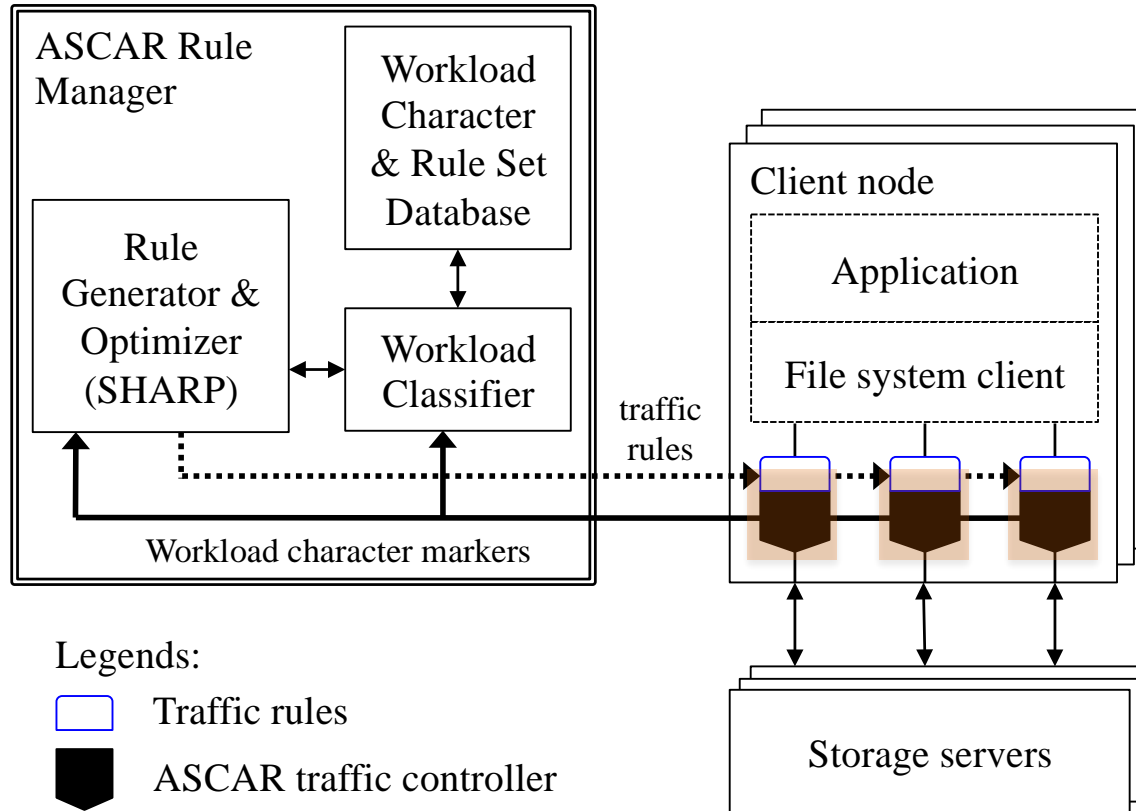 ASCAR Rule
Manager
Workload
Character
& Rule Set
Database
Rule
Generator &
Optimizer
(SHARP)
Workload
Classifier
Workload character markers
traffic
rules
Client node
Application
File system client
Storage servers
Legends:
Traffic rules
ASCAR traffic controller